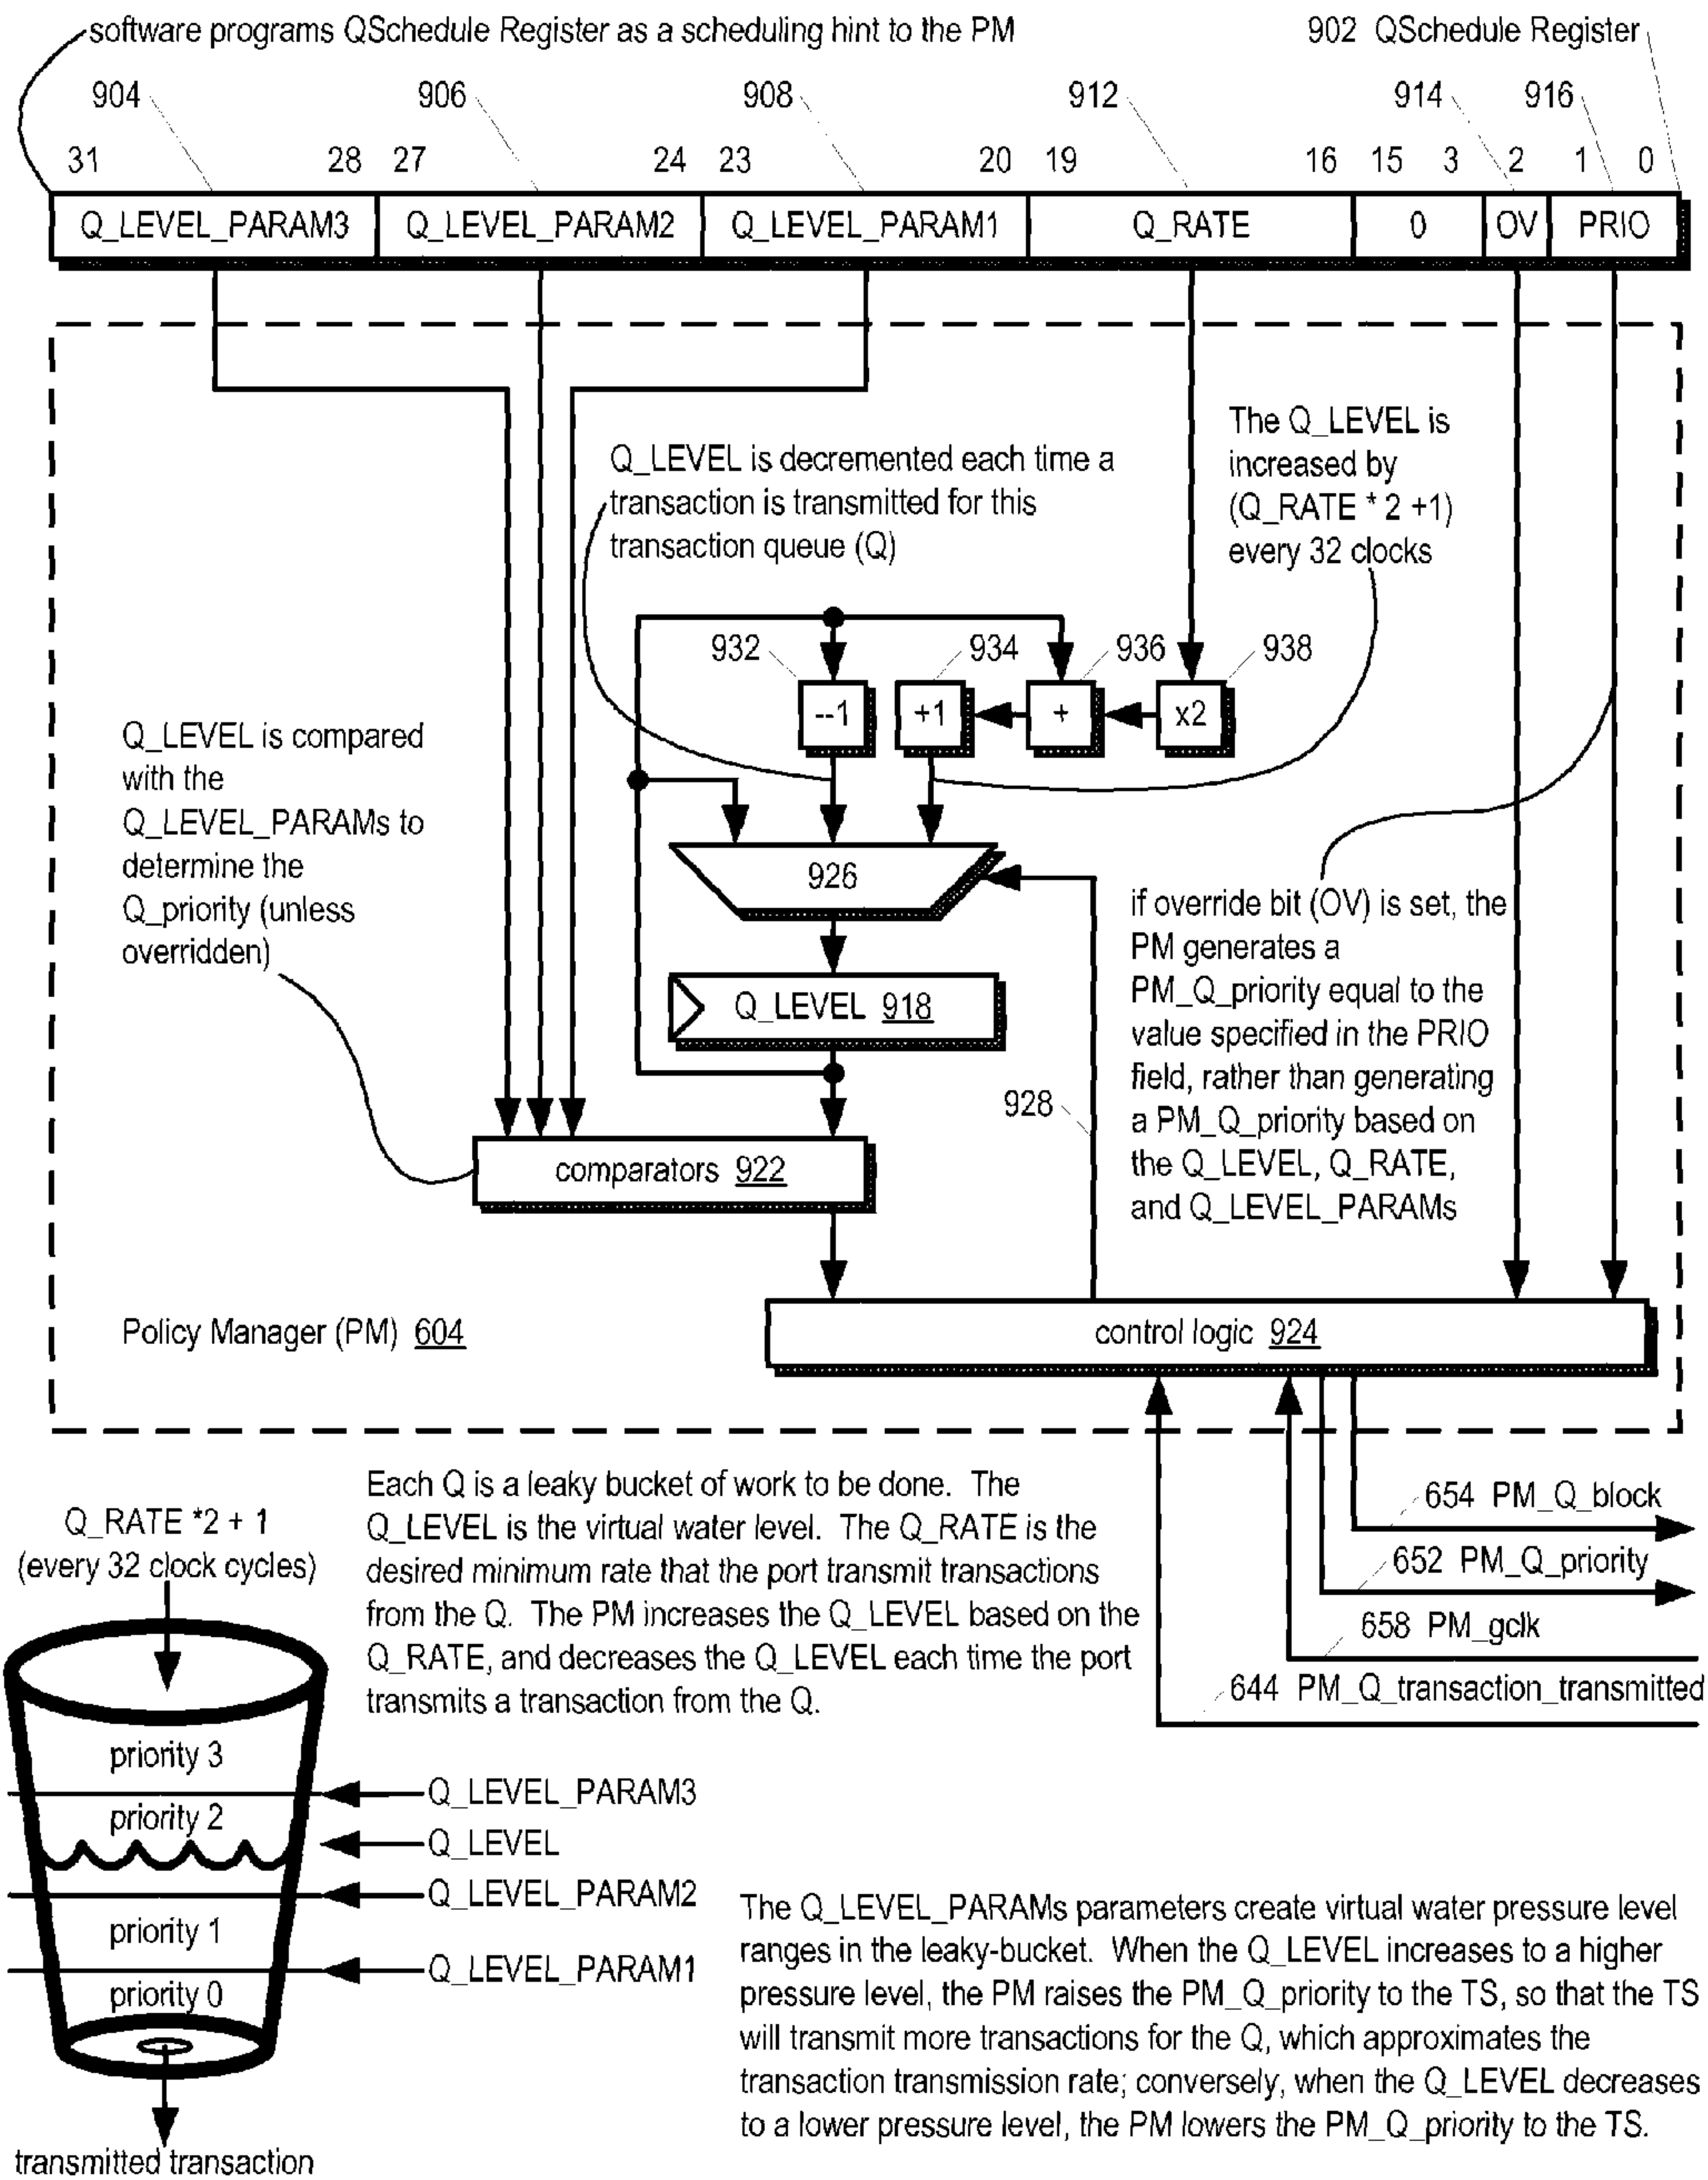 software programs QSchedule Register as a scheduling hint to the PM
902 QSchedule Register
904 906 908 912 914 916
31 28 27 24 23 20 19 16 15 3 2 1 0
Q_LEVEL_PARAM3 Q_LEVEL_PARAM2 Q_LEVEL_PARAM1 Q_RATE 0 OV PRIO
The Q_LEVEL is
increased by
(Q_RATE * 2 +1)
every 32 clocks
Q_LEVEL is decremented each time a
transaction is transmitted for this
transaction queue (Q)
932 934 936 938
--1 +1 + x2
Q_LEVEL is compared
with the
Q_LEVEL_PARAMs to
determine the
Q_priority (unless
overridden)
926
if override bit (OV) is set, the
PM generates a
PM_Q_priority equal to the
value specified in the PRIO
field, rather than generating
a PM_Q_priority based on
the Q_LEVEL, Q_RATE,
and Q_LEVEL_PARAMs
Q_LEVEL 918
928
comparators 922
Policy Manager (PM) 604
control logic 924
654 PM_Q_block
652 PM_Q_priority
658 PM_gclk
644 PM_Q_transaction_transmitted
Each Q is a leaky bucket of work to be done. The
Q_LEVEL is the virtual water level. The Q_RATE is the
desired minimum rate that the port transmit transactions
from the Q. The PM increases the Q_LEVEL based on the
Q_RATE, and decreases the Q_LEVEL each time the port
transmits a transaction from the Q.
Q_RATE *2 + 1
(every 32 clock cycles)
priority 3
Q_LEVEL_PARAM3
priority 2
Q_LEVEL
Q_LEVEL_PARAM2
priority 1
Q_LEVEL_PARAM1
priority 0
transmitted transaction
The Q_LEVEL_PARAMs parameters create virtual water pressure level
ranges in the leaky-bucket. When the Q_LEVEL increases to a higher
pressure level, the PM raises the PM_Q_priority to the TS, so that the TS
will transmit more transactions for the Q, which approximates the
transaction transmission rate; conversely, when the Q_LEVEL decreases
to a lower pressure level, the PM lowers the PM_Q_priority to the TS.